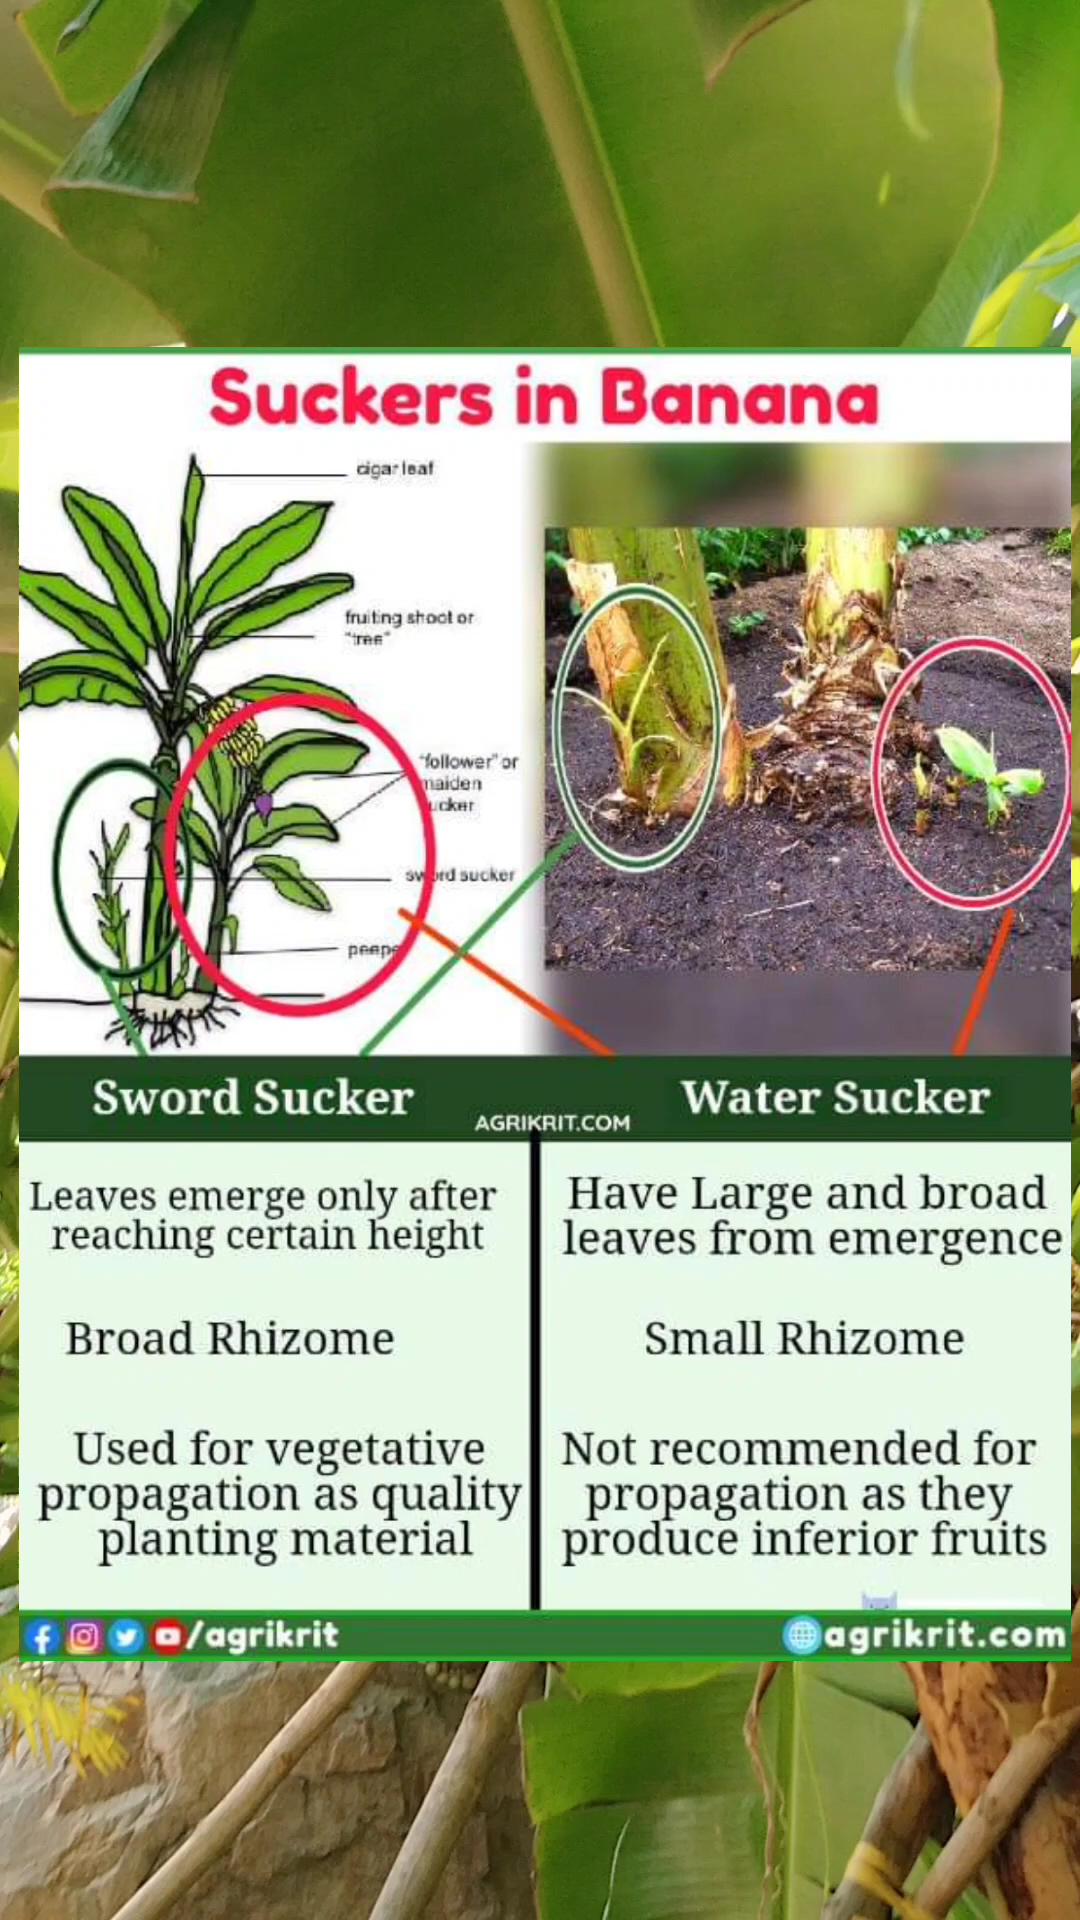 Suckers in Banana
cigar leaf
fruiting shoot or
"tree"
"follower" or
maiden
sucker
sword sucker
peeper
Sword Sucker
Water Sucker
AGRIKRIT.COM
Leaves emerge only after
reaching certain height
Have Large and broad
leaves from emergence
Broad Rhizome
Small Rhizome
Used for vegetative
propagation as quality
planting material
Not recommended for
propagation as they
produce inferior fruits
/agrikrit
agrikrit.com